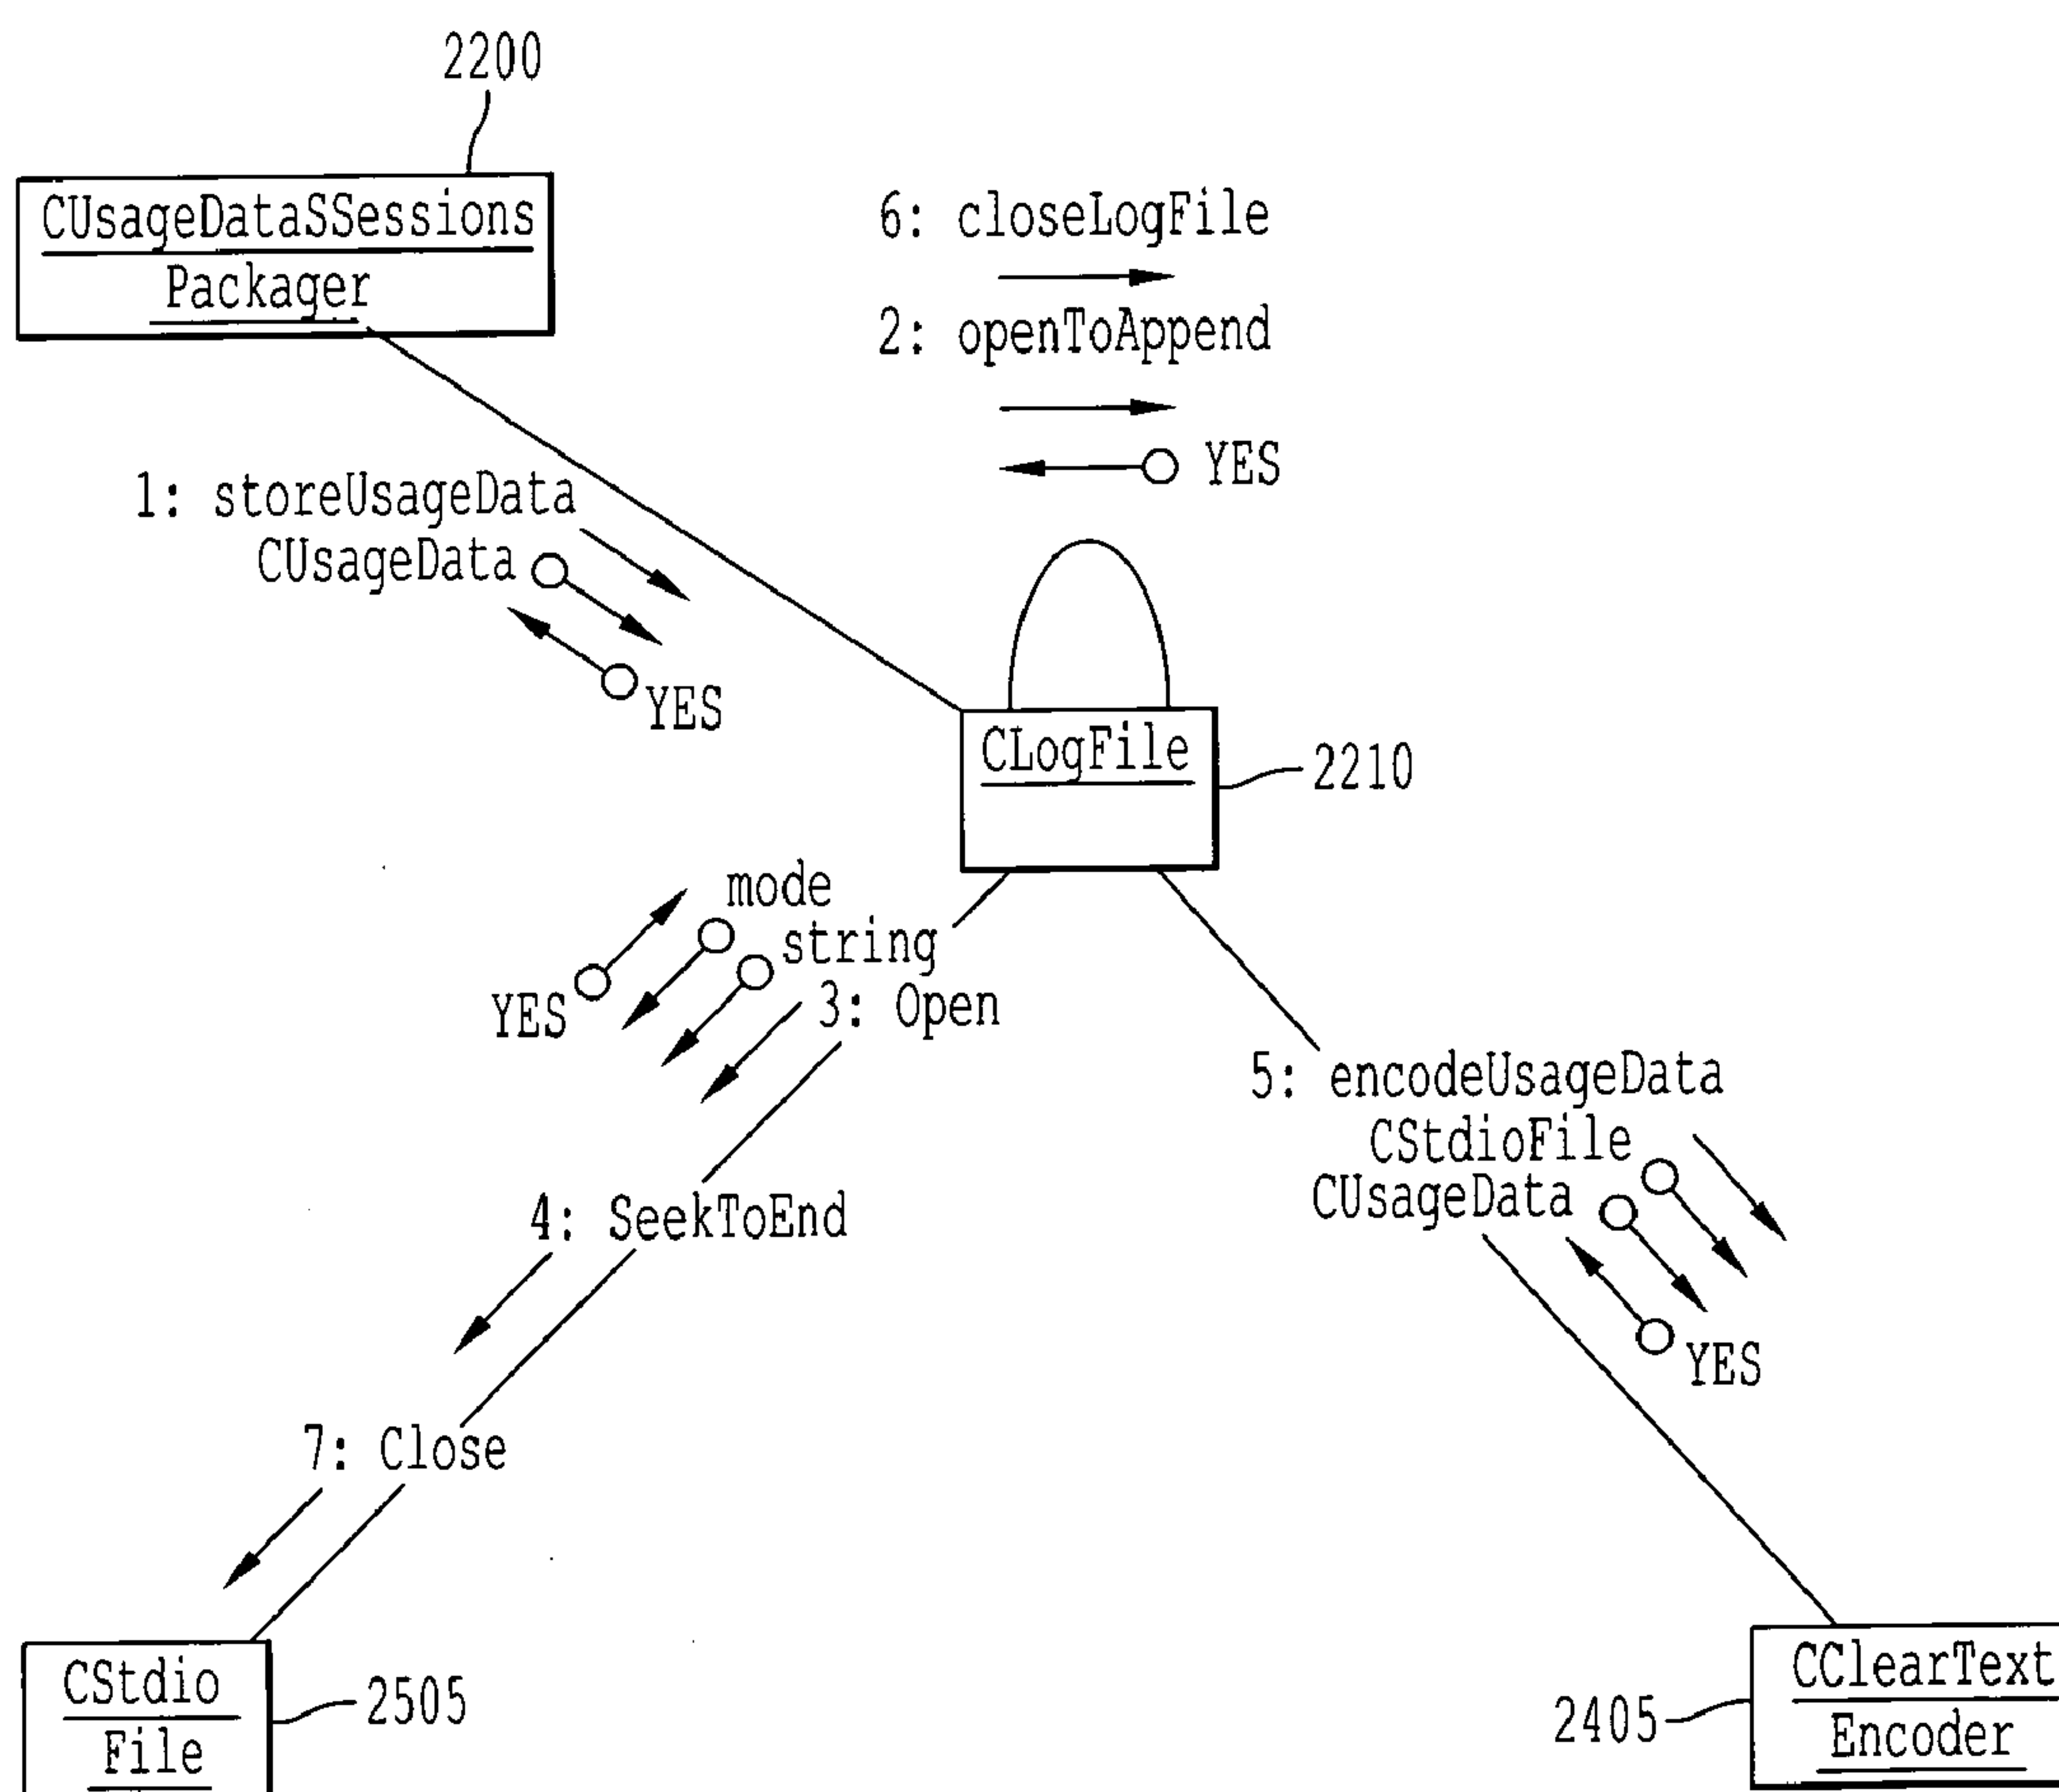 2200
CUsageDataSSessions
Packager
6: closeLogFile
2: openToAppend
YES
1: storeUsageData
CUsageData
YES
CLogFile
2210
mode
string
YES
3: Open
5: encodeUsageData
CStdioFile
CUsageData
YES
4: SeekToEnd
7: Close
CStdio
File
2505
2405
CClearText
Encoder